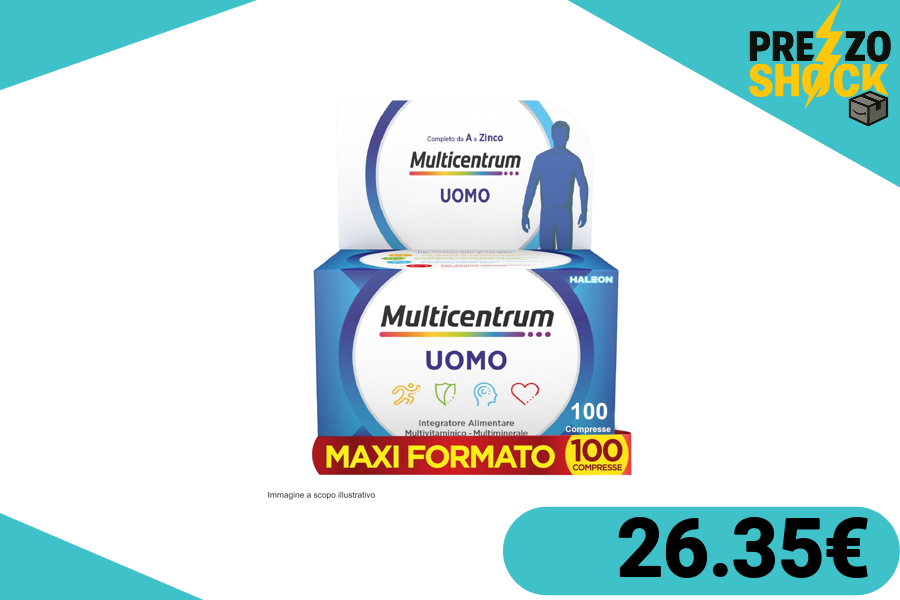 PREZZO
SHOCK
Completo da A a Zinco
Multicentrum
UOMO
HALEON
Multicentrum
UOMO
Integratore Alimentare
Multivitaminico - Multiminerale
100
Compresse
MAXI FORMATO
100
COMPRESSE
Immagine a scopo illustrativo
26.35€